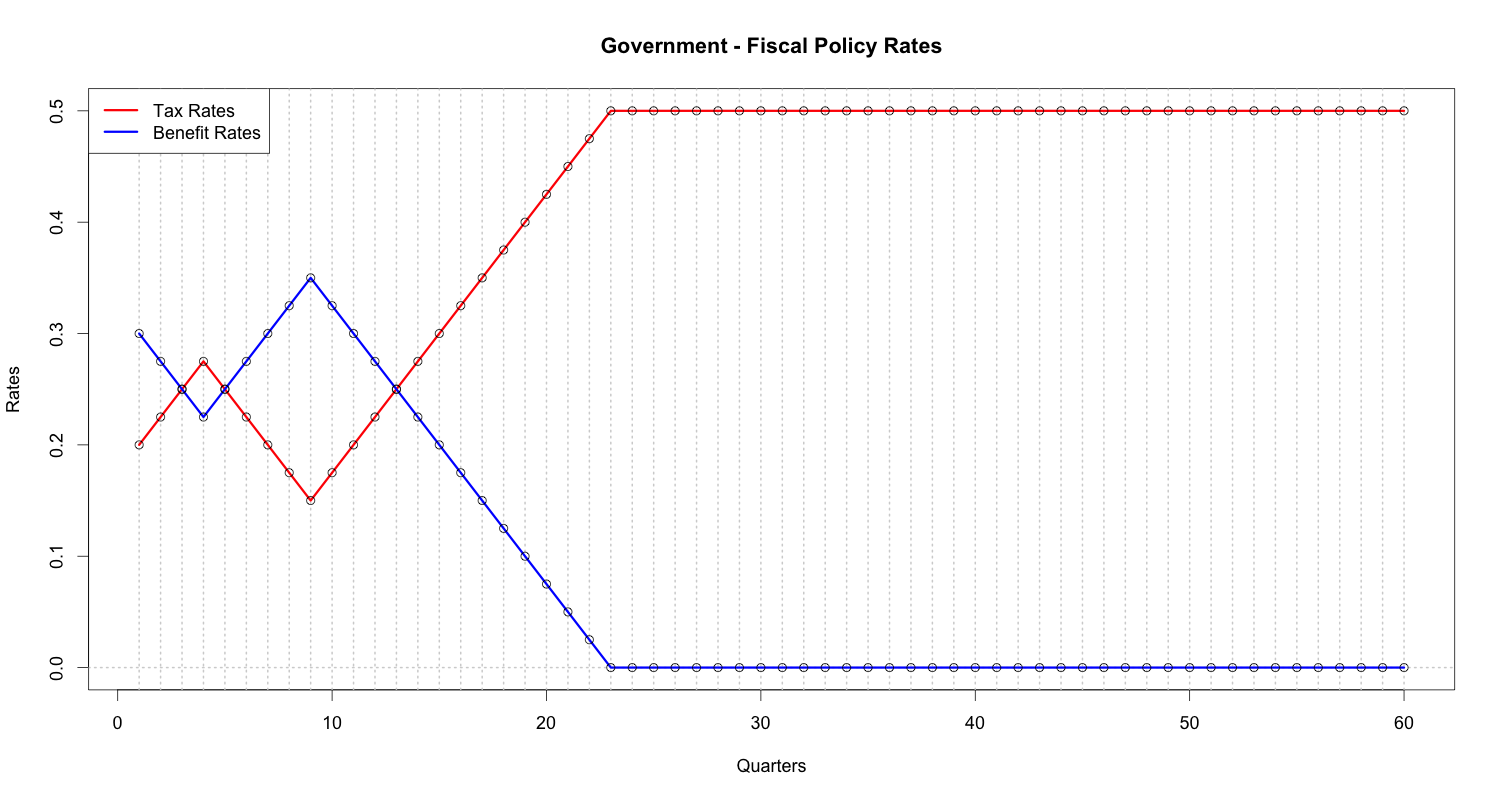 Government - Fiscal Policy Rates
Tax Rates
Benefit Rates
Rates
0.5
0.4
0.3
0.2
0.1
0.0
0 10 20 30 40 50 60
Quarters